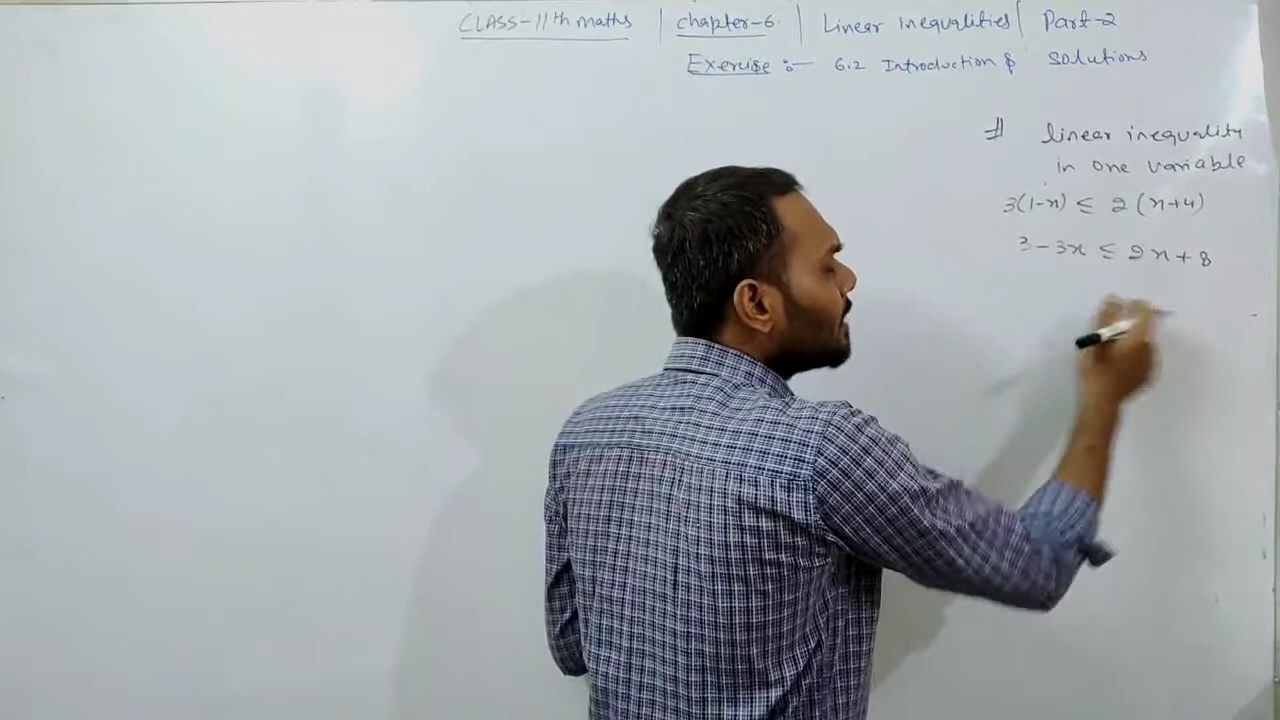 CLASS-11th maths | chapter-6 | Linear Inequalities | Part-2
Exercise :- 6.2 Introduction & Solutions
# linear inequality
in one variable
3(1-x) ≤ 2(x+4)
3-3x ≤ 2x+8